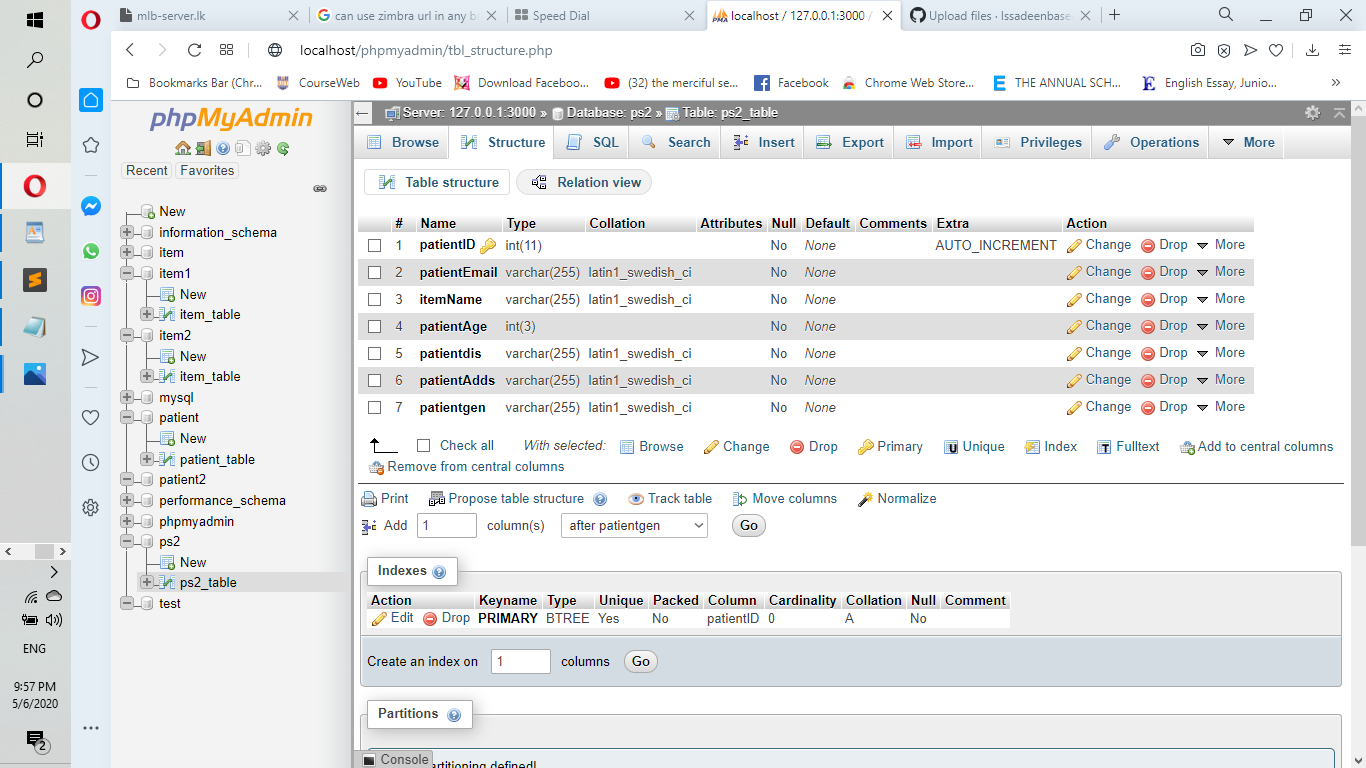 mlb-server.lk
can use zimbra url in any b
Speed Dial
localhost / 127.0.0.1:3000 /
Upload files · Issadeenbase
localhost/phpmyadmin/tbl_structure.php
Bookmarks Bar (Chr...
CourseWeb
YouTube
Download Faceboo...
(32) the merciful se...
Facebook
Chrome Web Store...
THE ANNUAL SCH...
English Essay, Junio...
»
phpMyAdmin
Recent
Favorites
New
information_schema
item
item1
New
item_table
item2
New
item_table
mysql
patient
New
patient_table
patient2
performance_schema
phpmyadmin
ps2
New
ps2_table
test
Server: 127.0.0.1:3000 » Database: ps2 » Table: ps2_table
Browse Structure SQL Search Insert Export Import Privileges Operations More
Table structure Relation view
# Name Type Collation Attributes Null Default Comments Extra Action
1 patientID int(11) No None AUTO_INCREMENT Change Drop More
2 patientEmail varchar(255) latin1_swedish_ci No None Change Drop More
3 itemName varchar(255) latin1_swedish_ci No None Change Drop More
4 patientAge int(3) No None Change Drop More
5 patientdis varchar(255) latin1_swedish_ci No None Change Drop More
6 patientAdds varchar(255) latin1_swedish_ci No None Change Drop More
7 patientgen varchar(255) latin1_swedish_ci No None Change Drop More
Check all With selected: Browse Change Drop Primary Unique Index Fulltext Add to central columns
Remove from central columns
Print Propose table structure Track table Move columns Normalize
Add 1 column(s) after patientgen Go
Indexes
Action Keyname Type Unique Packed Column Cardinality Collation Null Comment
Edit Drop PRIMARY BTREE Yes No patientID 0 A No
Create an index on 1 columns Go
Partitions
Console
artitioning defined!
ENG
9:57 PM
5/6/2020
2